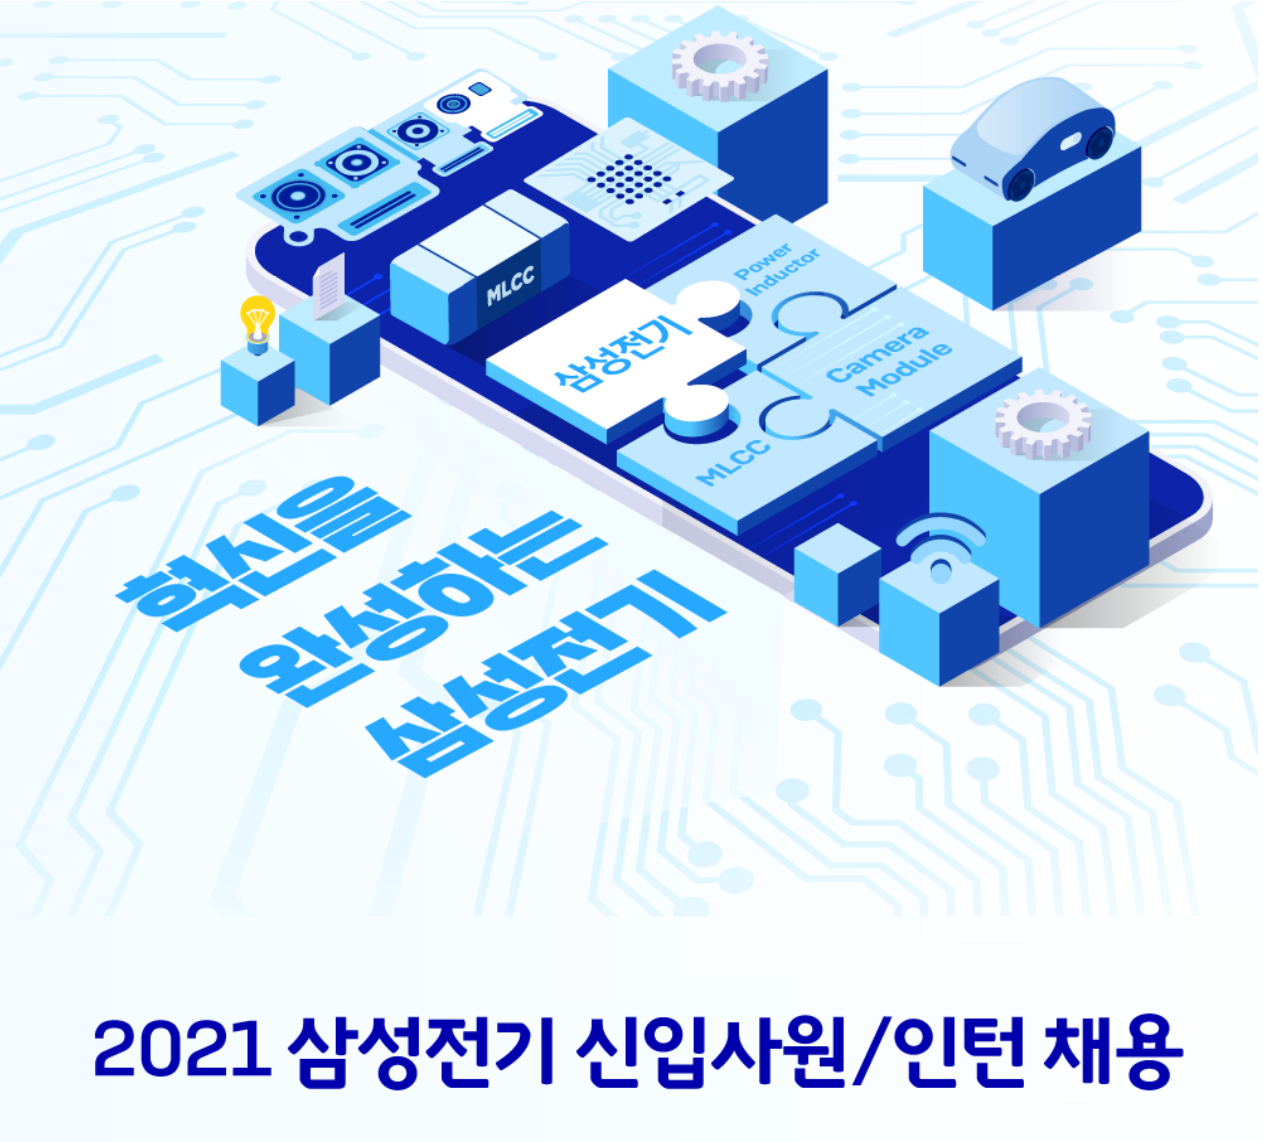 MLCC
Power
Inductor
삼성전기
Camera
Module
MLCC
혁신을
완성하는
삼성전기
2021 삼성전기 신입사원/인턴 채용